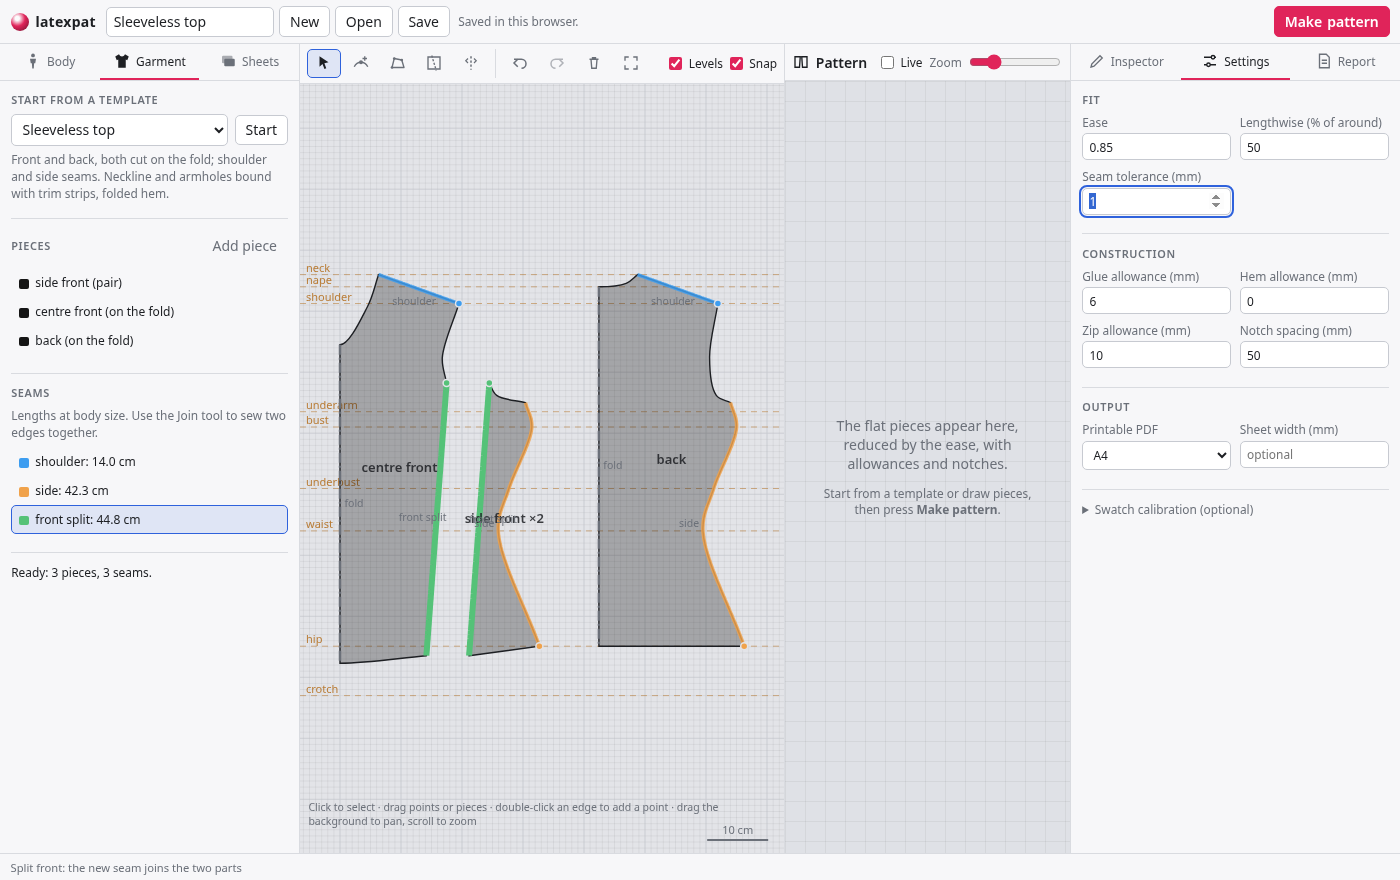 latexpat
Sleeveless top
New
Open
Save
Saved in this browser.
Make pattern
Body
Garment
Sheets
START FROM A TEMPLATE
Sleeveless top
Start
Front and back, both cut on the fold; shoulder
and side seams. Neckline and armholes bound
with trim strips, folded hem.
PIECES
Add piece
side front (pair)
centre front (on the fold)
back (on the fold)
SEAMS
Lengths at body size. Use the Join tool to sew two
edges together.
shoulder: 14.0 cm
side: 42.3 cm
front split: 44.8 cm
Ready: 3 pieces, 3 seams.
Levels
Snap
neck
nape
shoulder
shoulder
shoulder
underarm
bust
centre front
back
fold
underbust
fold
front split
side front ×2
side
waist
side
hip
crotch
Click to select · drag points or pieces · double-click an edge to add a point · drag the
background to pan, scroll to zoom
10 cm
Pattern
Live
Zoom
The flat pieces appear here,
reduced by the ease, with
allowances and notches.
Start from a template or draw pieces,
then press Make pattern.
Inspector
Settings
Report
FIT
Ease
Lengthwise (% of around)
0.85
50
Seam tolerance (mm)
1
CONSTRUCTION
Glue allowance (mm)
Hem allowance (mm)
6
0
Zip allowance (mm)
Notch spacing (mm)
10
50
OUTPUT
Printable PDF
Sheet width (mm)
A4
optional
Swatch calibration (optional)
Split front: the new seam joins the two parts